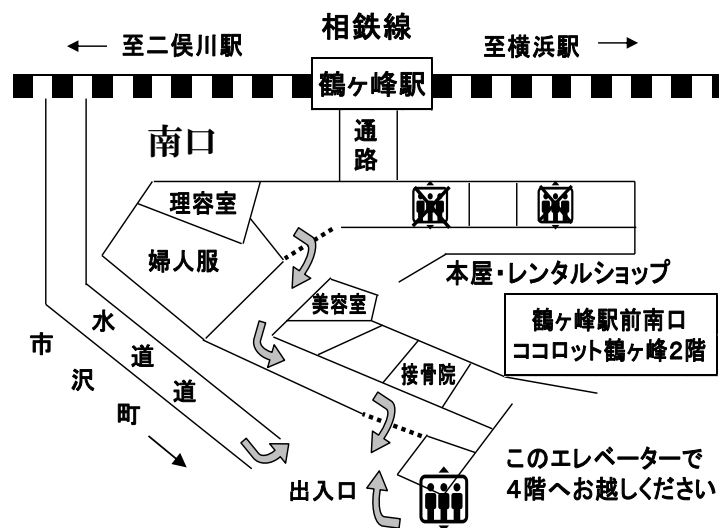 相鉄線
至二俣川駅
至横浜駅
鶴ヶ峰駅
南口
通路
理容室
婦人服
本屋・レンタルショップ
美容室
鶴ヶ峰駅前南口
ココロット鶴ヶ峰2階
水道道
市沢町
接骨院
このエレベーターで
4階へお越しください
出入口